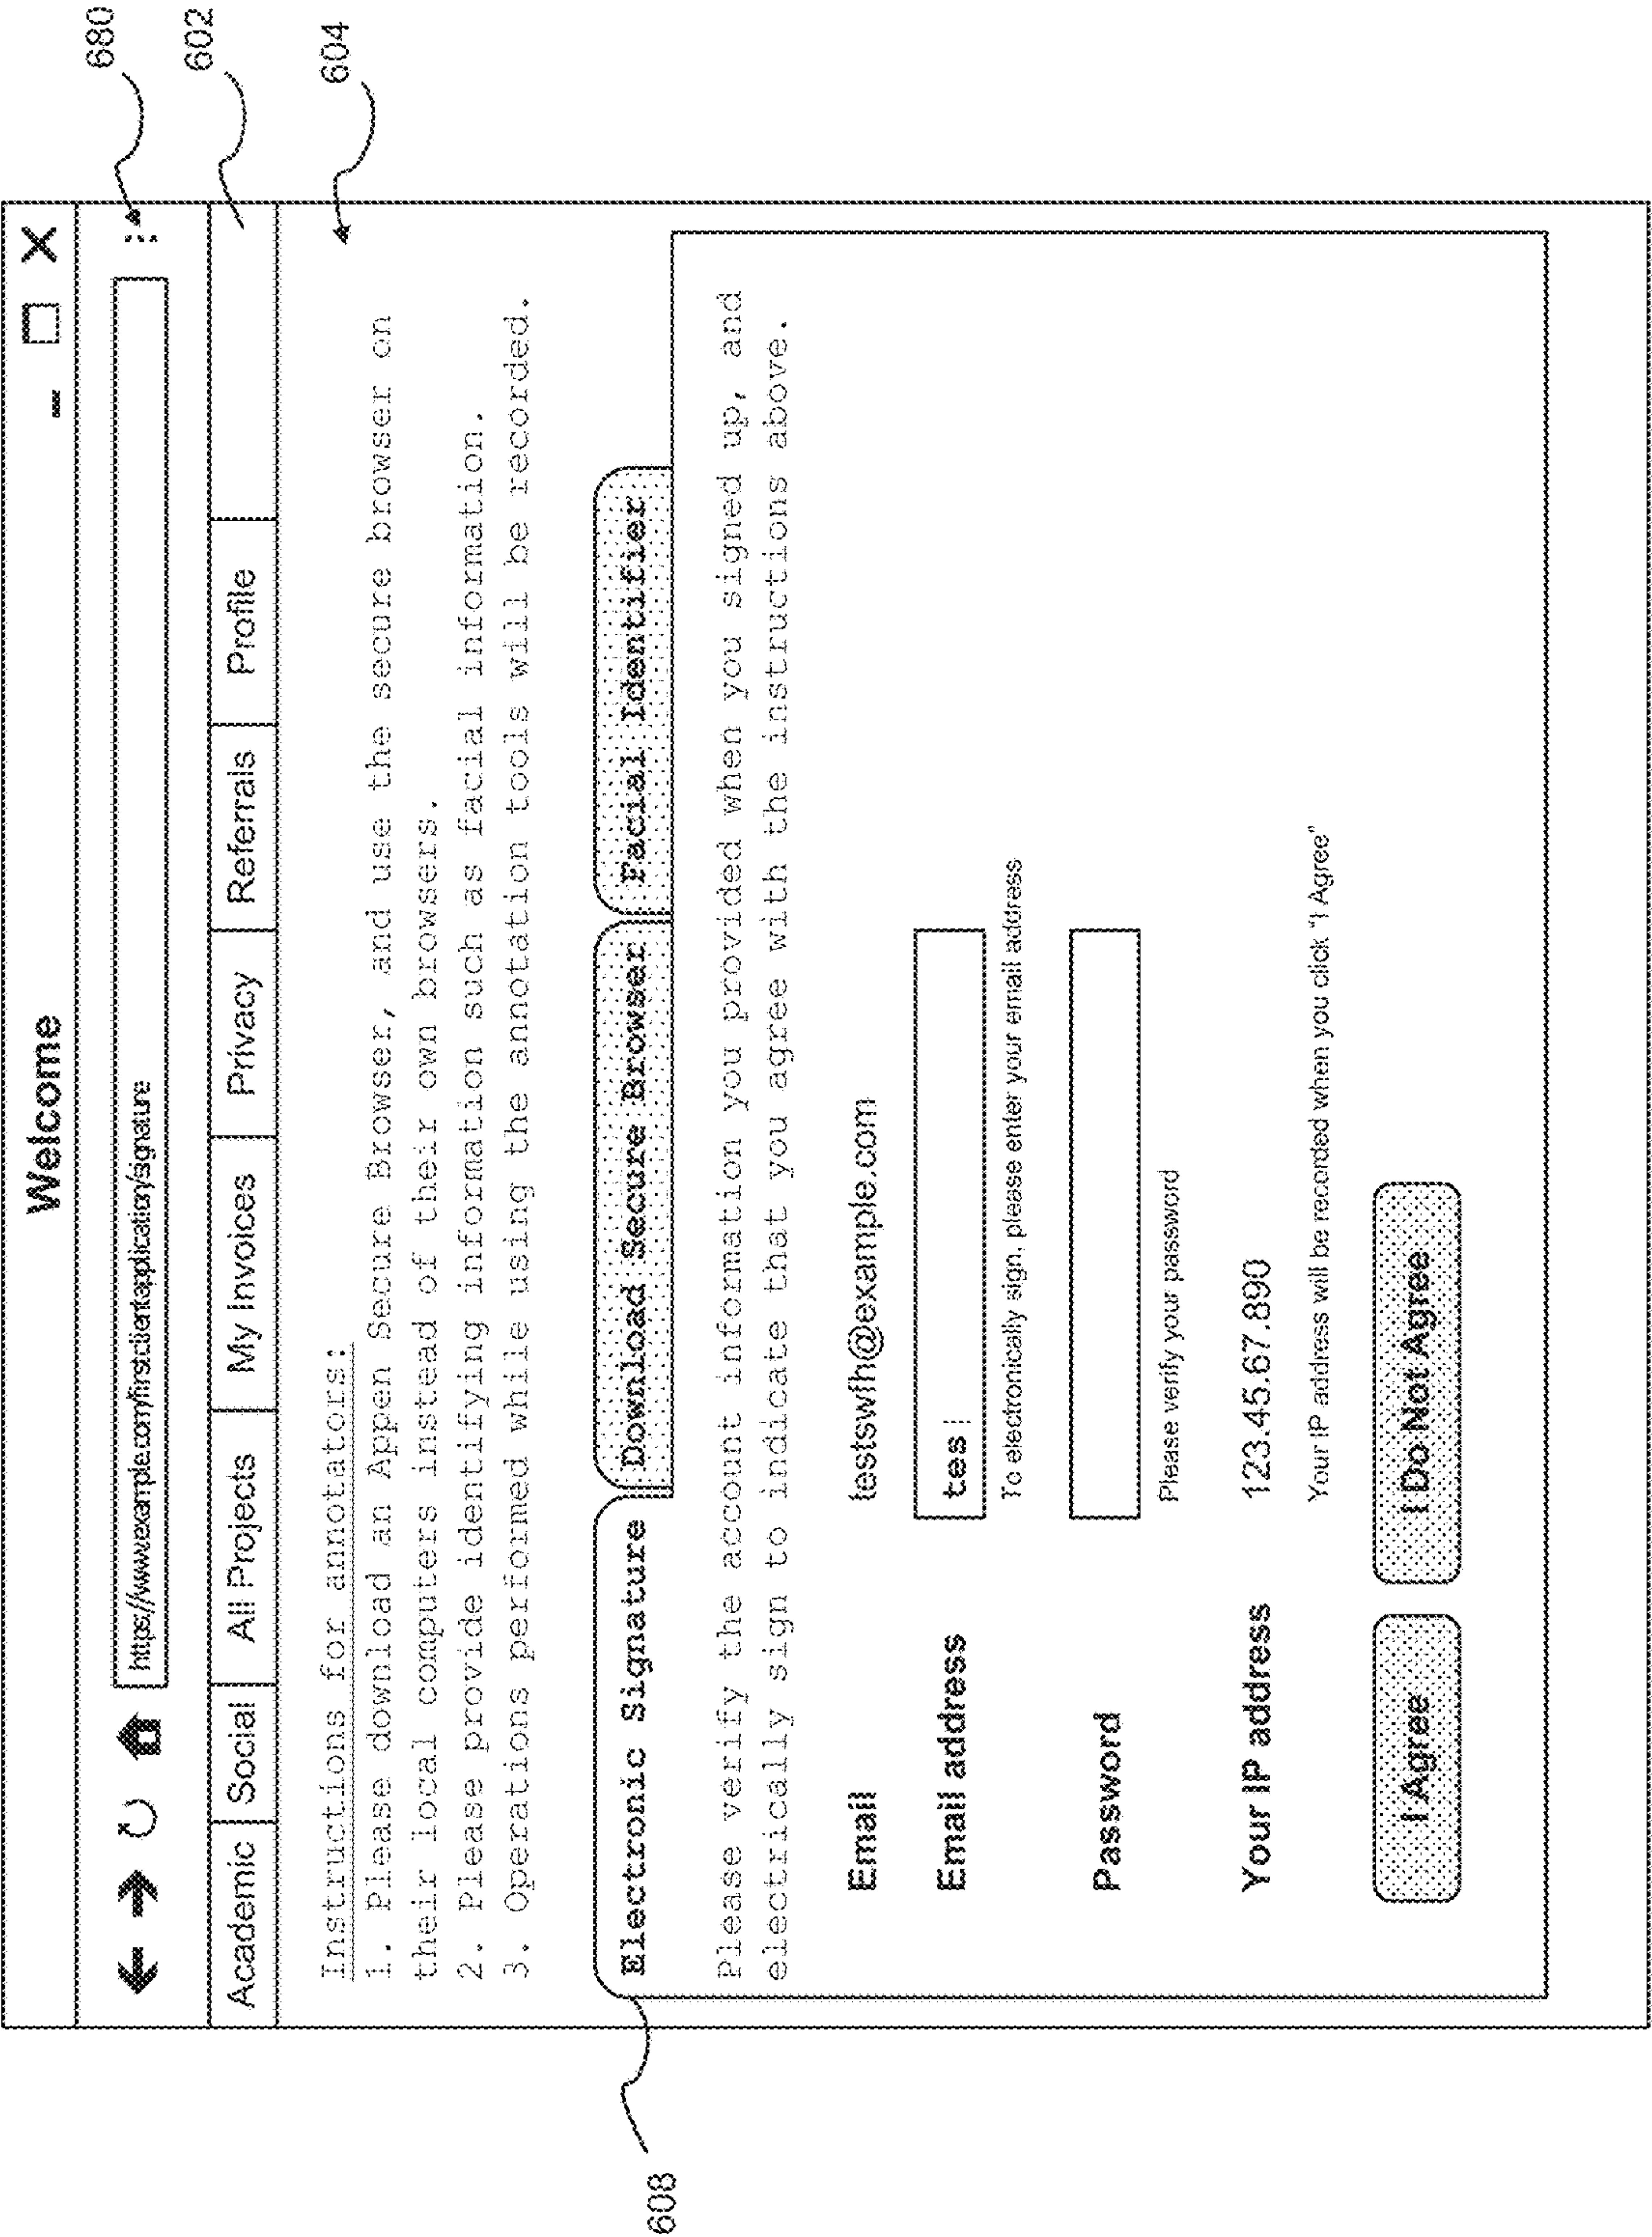 Welcome
680
https://www.example.com/firstclientapplication/signature
602
Academic Social All Projects My Invoices Privacy Referrals Profile
604
Instructions for annotators:
1. Please download an Appen Secure Browser, and use the secure browser on
their local computers instead of their own browsers.
2. Please provide identifying information such as facial information.
3. Operations performed while using the annotation tools will be recorded.
608
Electronic Signature Download Secure Browser Facial Identifier
Please verify the account information you provided when you signed up, and
electrically sign to indicate that you agree with the instructions above.
Email testswfh@example.com
Email address tes
To electronically sign, please enter your email address
Password
Please verify your password
Your IP address 123.45.67.890
Your IP address will be recorded when you click "I Agree"
I Agree I Do Not Agree